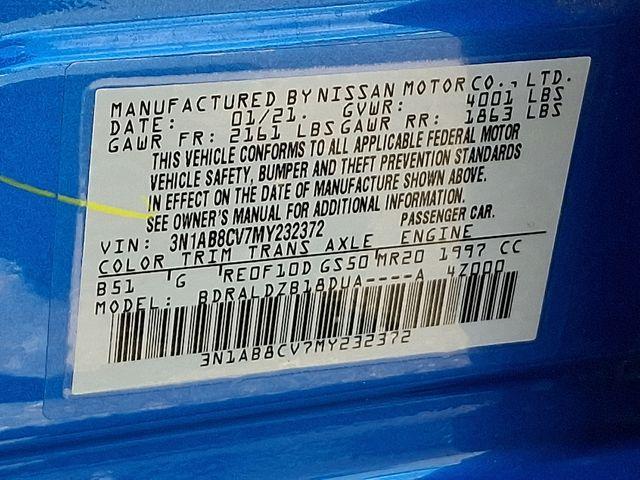 MANUFACTURED BY NISSAN MOTOR CO., LTD.
DATE: 01/21. GVWR: 4001 LBS
GAWR FR: 2161 LBS GAWR RR: 1863 LBS
THIS VEHICLE CONFORMS TO ALL APPLICABLE FEDERAL MOTOR
VEHICLE SAFETY, BUMPER AND THEFT PREVENTION STANDARDS
IN EFFECT ON THE DATE OF MANUFACTURE SHOWN ABOVE.
SEE OWNER'S MANUAL FOR ADDITIONAL INFORMATION.
VIN: 3N1AB8CV7MY232372 PASSENGER CAR.
COLOR TRIM TRANS AXLE ENGINE
B51 G RE0F10D GS50 MR20 1997 CC
MODEL: BDRALDZB18DUA----A 47000
3N1AB8CV7MY232372